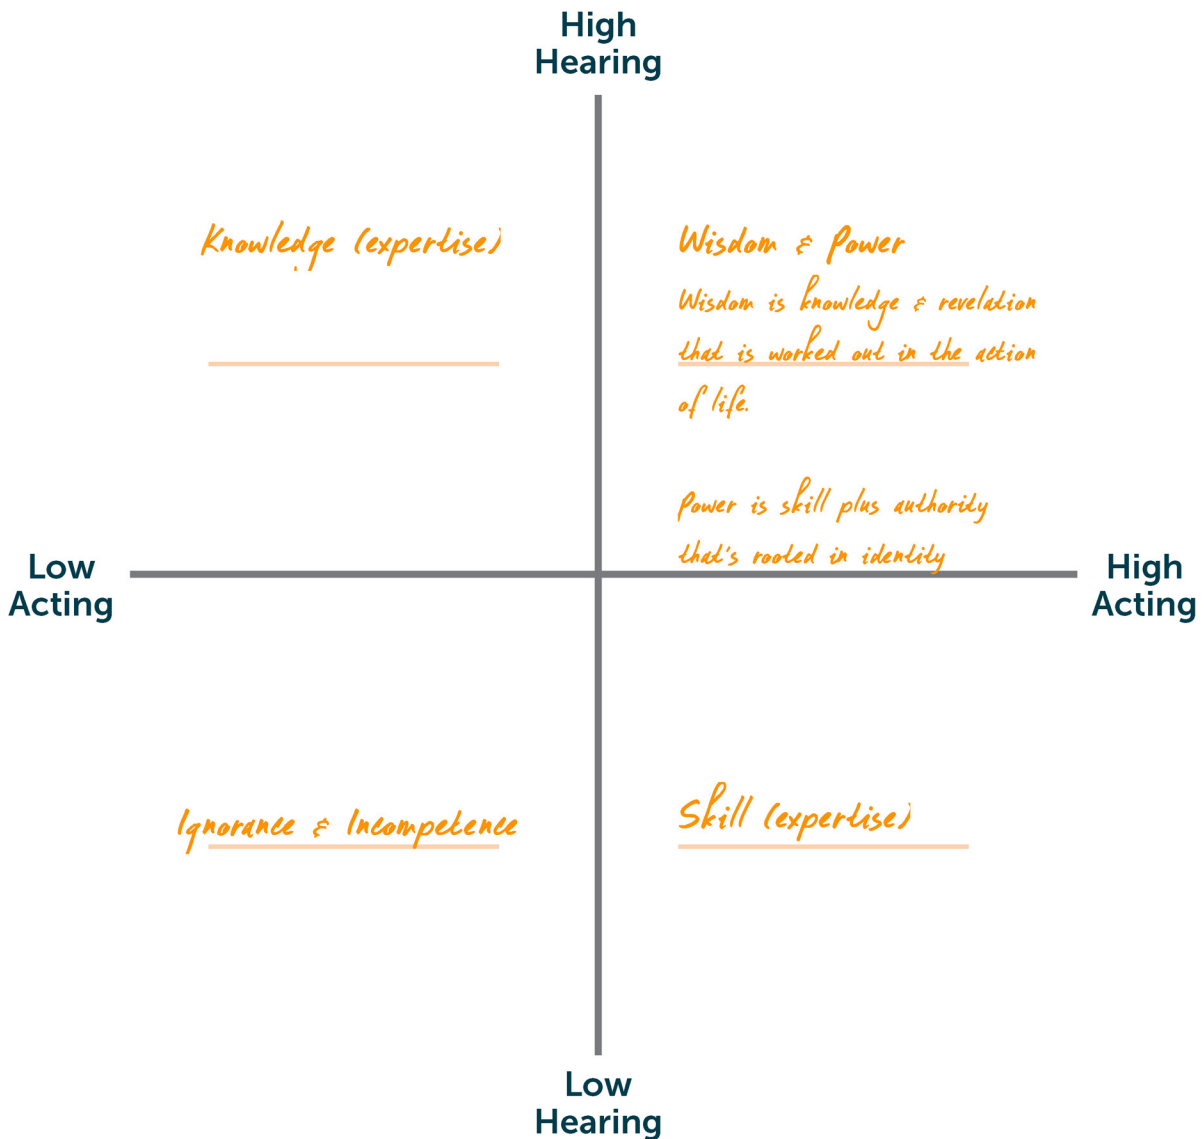 High
Hearing
Knowledge (expertise)
Wisdom & Power
Wisdom is knowledge & revelation
that is worked out in the action
of life.
Power is skill plus authority
that's rooted in identity
Low
Acting
High
Acting
Ignorance & Incompetence
Skill (expertise)
Low
Hearing